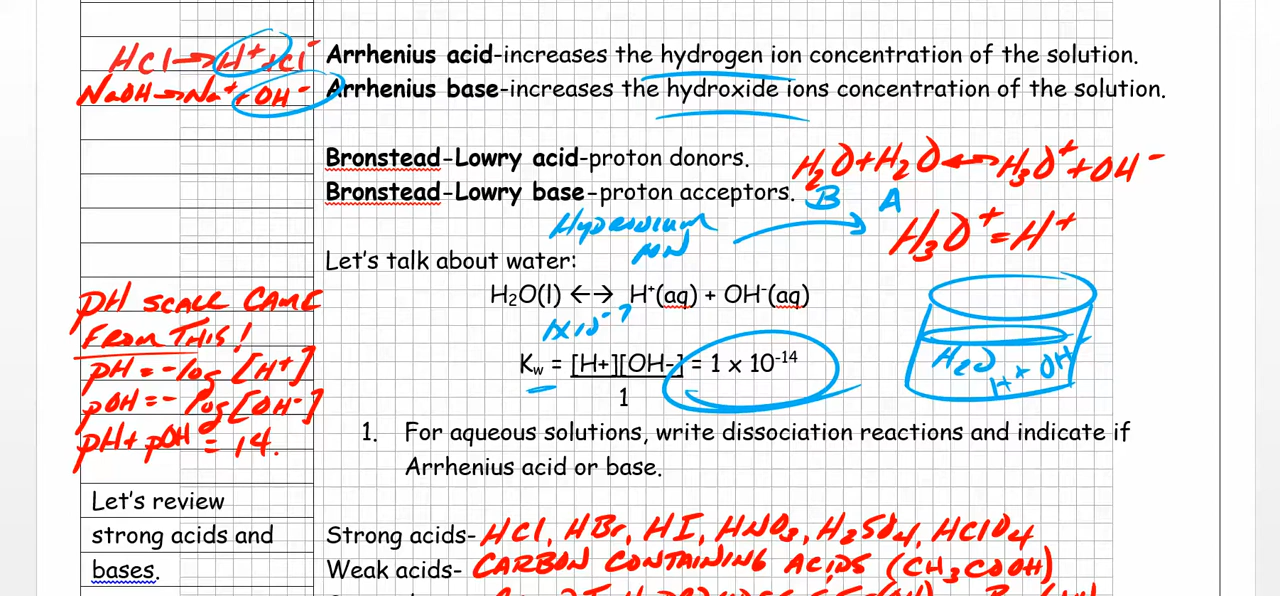 HCl → H⁺ + Cl⁻
NaOH → Na⁺ + OH⁻
Arrhenius acid-increases the hydrogen ion concentration of the solution.
Arrhenius base-increases the hydroxide ions concentration of the solution.
Bronstead-Lowry acid-proton donors.
H₂O + H₂O ↔ H₃O⁺ + OH⁻
Bronstead-Lowry base-proton acceptors.
B A
H₃O⁺ = H⁺
Let's talk about water:
H₂O(l) ←→ H⁺(aq) + OH⁻(aq)
1x10⁻⁷
Kw = [H+][OH-] = 1 x 10⁻¹⁴
1
H₂O
H⁺ OH⁻
pH SCALE CAME
FROM THIS!
pH = -log [H⁺]
pOH = -log [OH⁻]
pH + pOH = 14.
1. For aqueous solutions, write dissociation reactions and indicate if
Arrhenius acid or base.
Let's review
strong acids and
bases.
Strong acids- HCl, HBr, HI, HNO₃, H₂SO₄, HClO₄
Weak acids- CARBON CONTAINING ACIDS (CH₃COOH)